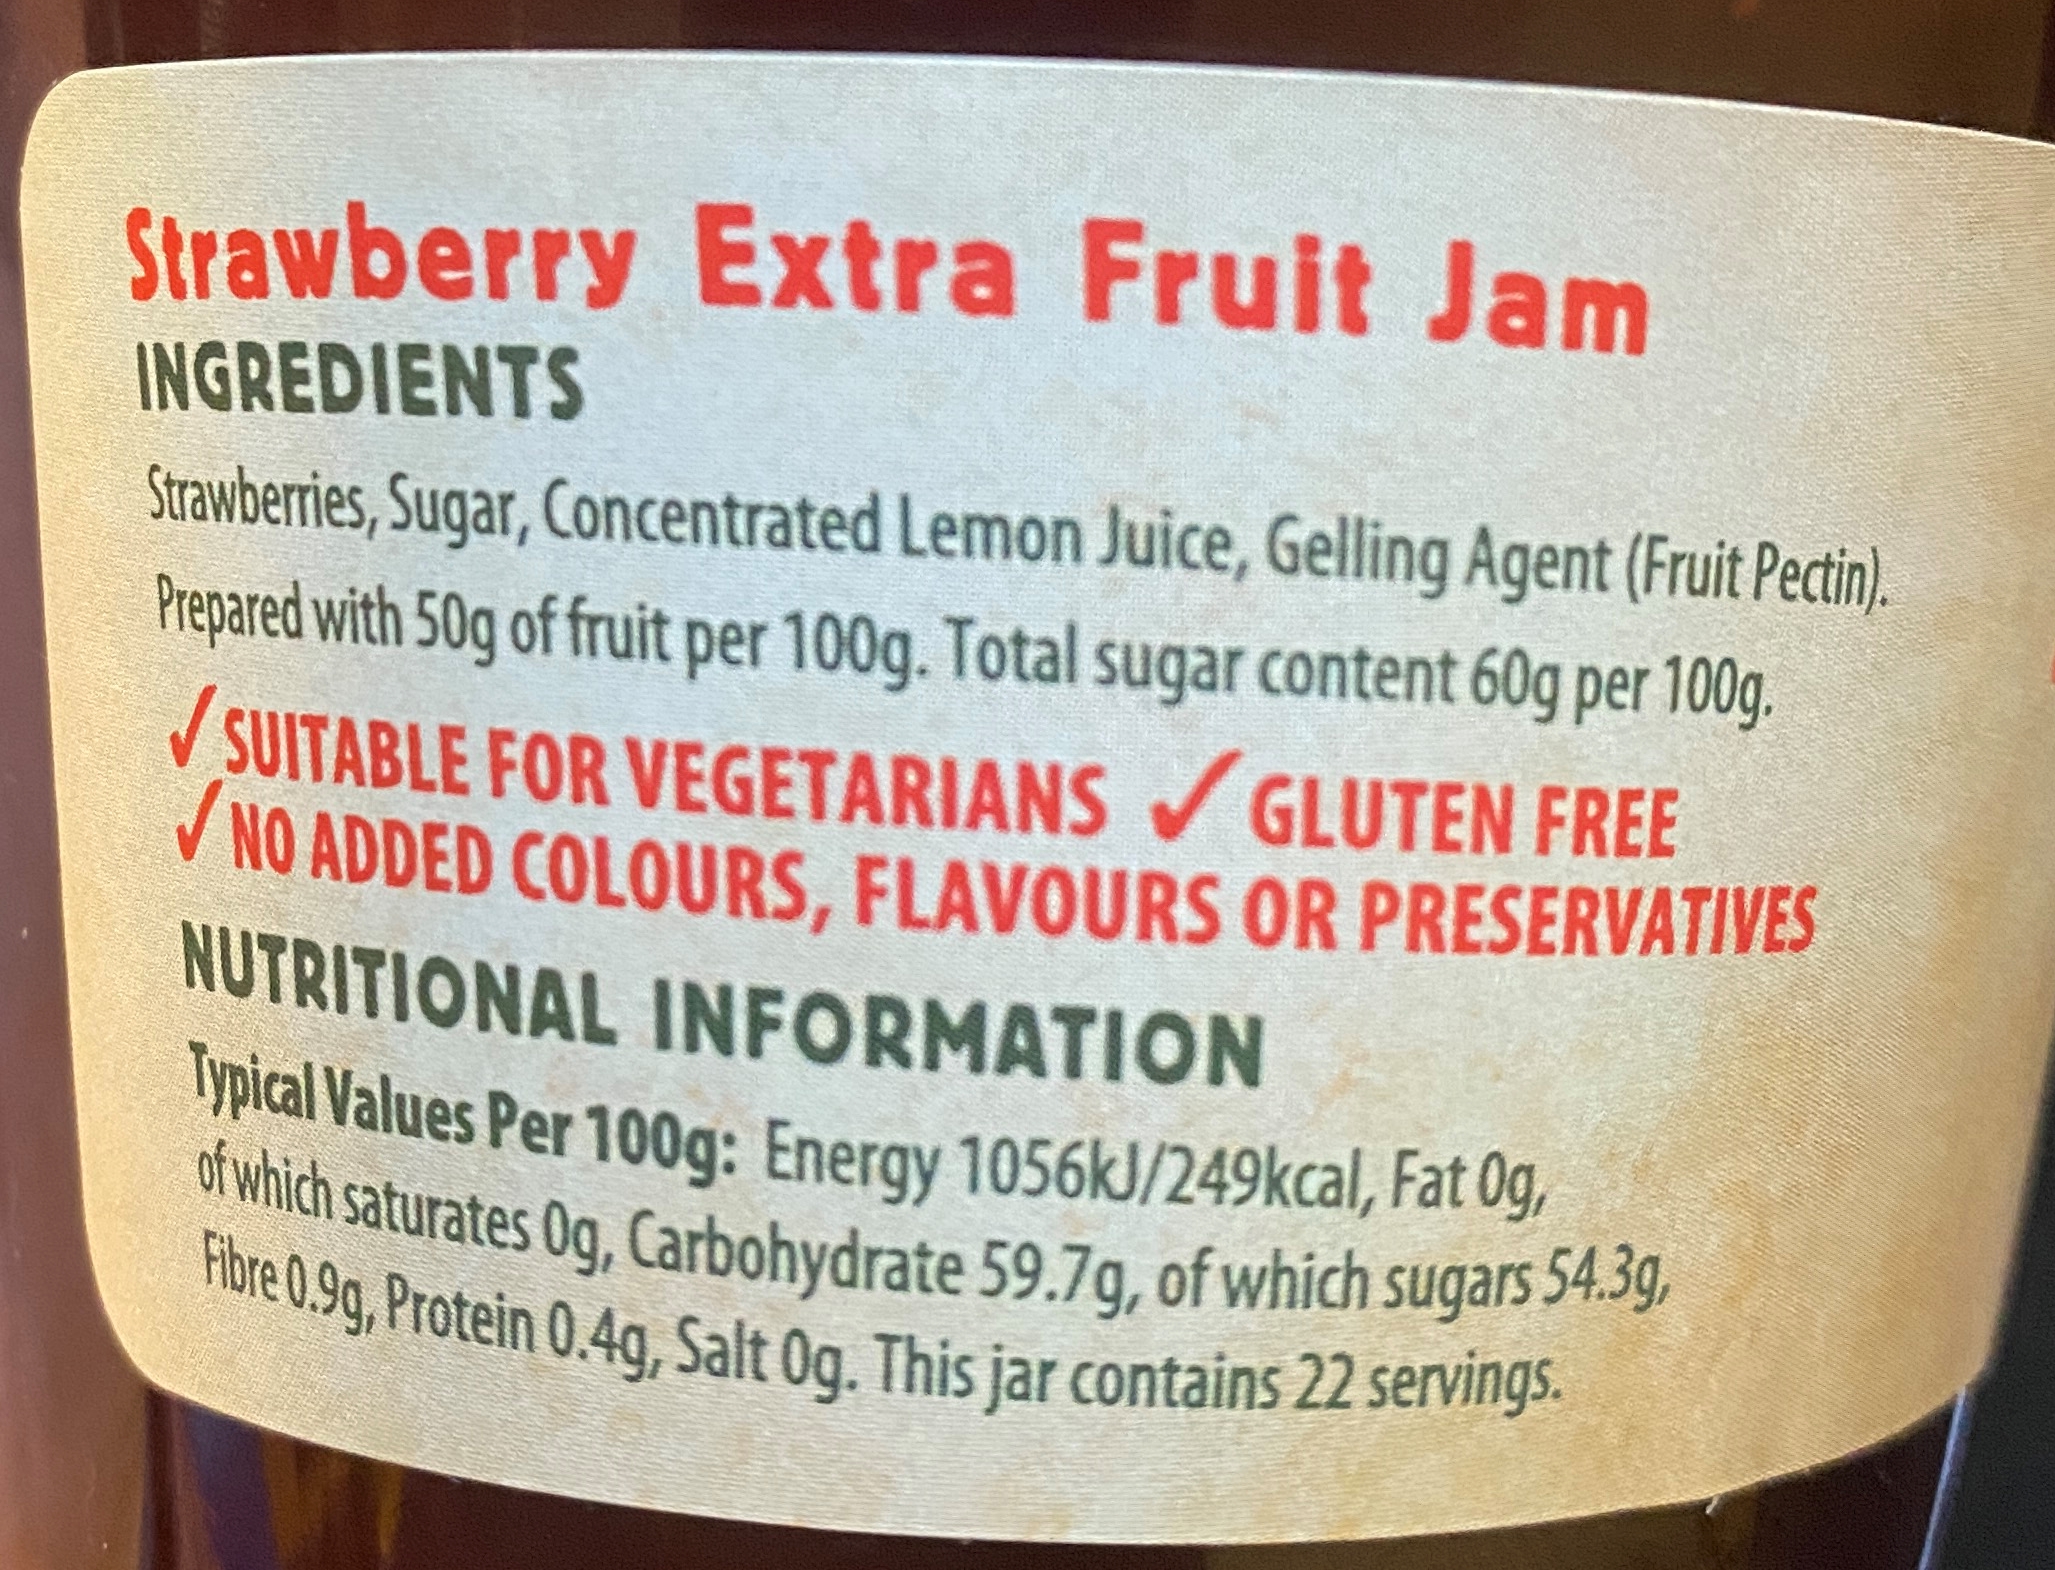 Strawberry Extra Fruit Jam
INGREDIENTS
Strawberries, Sugar, Concentrated Lemon Juice, Gelling Agent (Fruit Pectin).
Prepared with 50g of fruit per 100g. Total sugar content 60g per 100g.
✓ SUITABLE FOR VEGETARIANS ✓ GLUTEN FREE
✓ NO ADDED COLOURS, FLAVOURS OR PRESERVATIVES
NUTRITIONAL INFORMATION
Typical Values Per 100g: Energy 1056kJ/249kcal, Fat 0g,
of which saturates 0g, Carbohydrate 59.7g, of which sugars 54.3g,
Fibre 0.9g, Protein 0.4g, Salt 0g. This jar contains 22 servings.